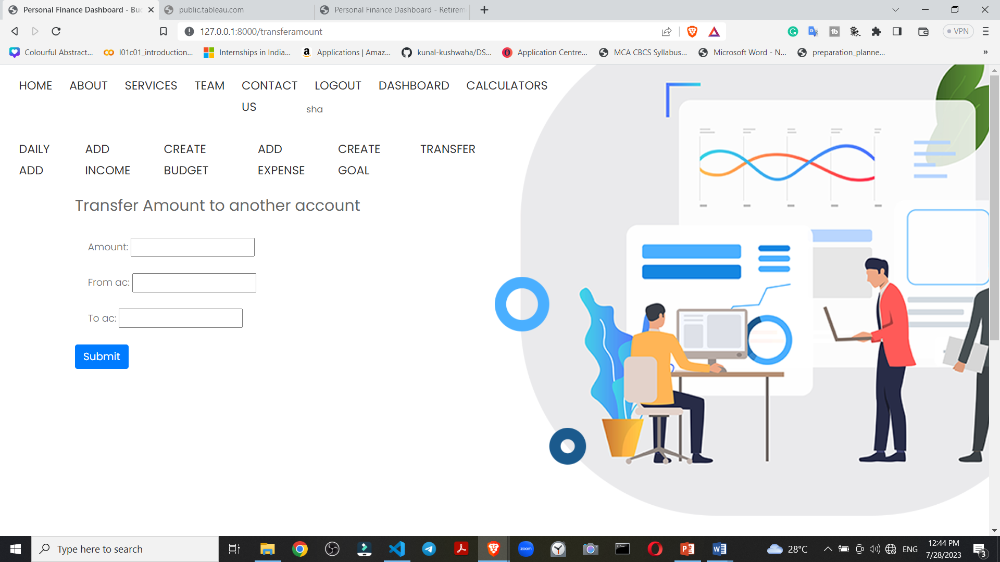 Personal Finance Dashboard - Buc
public.tableau.com
Personal Finance Dashboard - Retirem
127.0.0.1:8000/transferamount
VPN
Colourful Abstract...
l01c01_introduction...
Internships in India...
Applications | Amaz...
kunal-kushwaha/DS...
Application Centre...
MCA CBCS Syllabus...
Microsoft Word - N...
preparation_planne...
»
HOME ABOUT SERVICES TEAM CONTACT LOGOUT DASHBOARD CALCULATORS
US sha
DAILY ADD CREATE ADD CREATE TRANSFER
ADD INCOME BUDGET EXPENSE GOAL
Transfer Amount to another account
Amount:
From ac:
To ac:
Submit
Type here to search
zoom
28°C
ENG
12:44 PM
7/28/2023
3